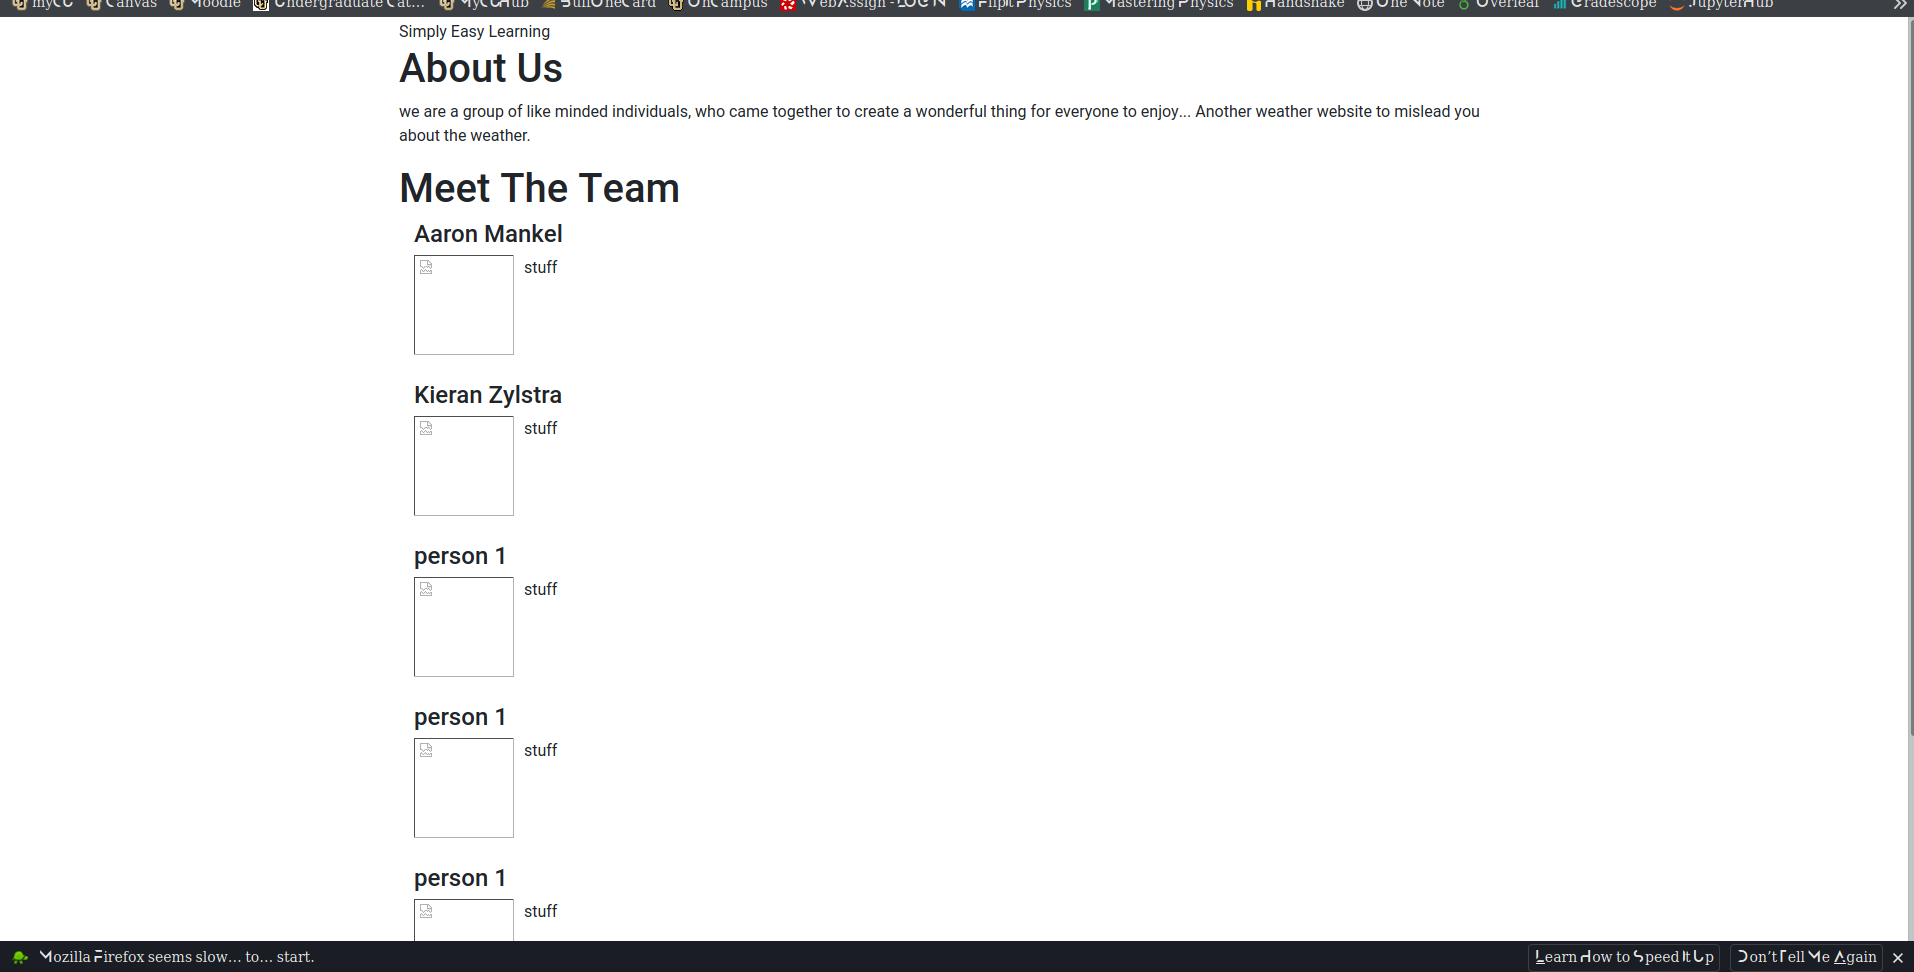 myCU Canvas Moodle Undergraduate Cat... MyCUHub BuffOneCard OnCampus WebAssign - LOGIN FlipIt Physics Mastering Physics Handshake One Note Overleaf Gradescope JupyterHub
Simply Easy Learning
About Us
we are a group of like minded individuals, who came together to create a wonderful thing for everyone to enjoy... Another weather website to mislead you
about the weather.
Meet The Team
Aaron Mankel
stuff
Kieran Zylstra
stuff
person 1
stuff
person 1
stuff
person 1
stuff
Mozilla Firefox seems slow… to… start. Learn How to Speed It Up Don't Tell Me Again